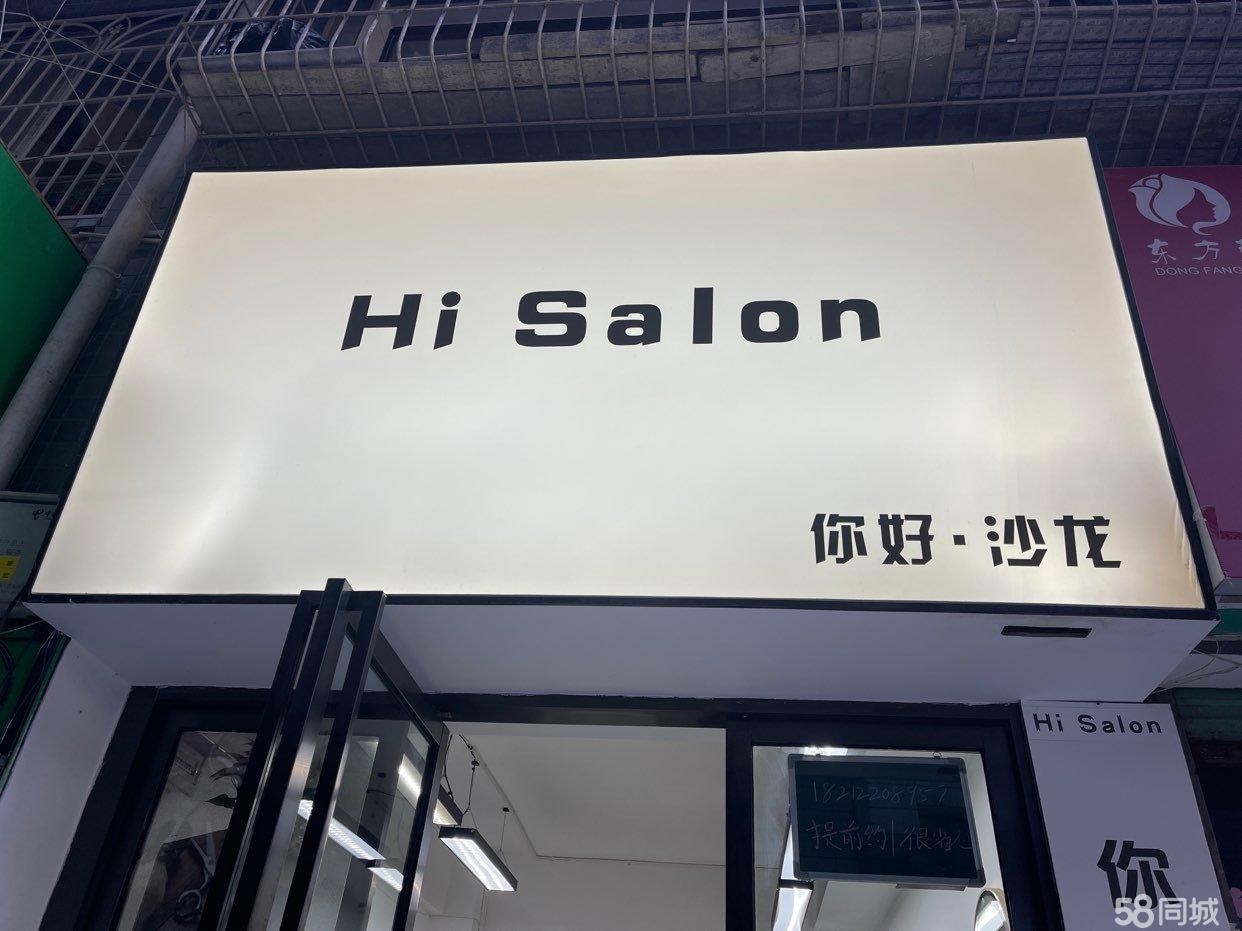 Hi Salon
你好·沙龙
东方
DONG FANG
Hi Salon
你
提前约
58同城